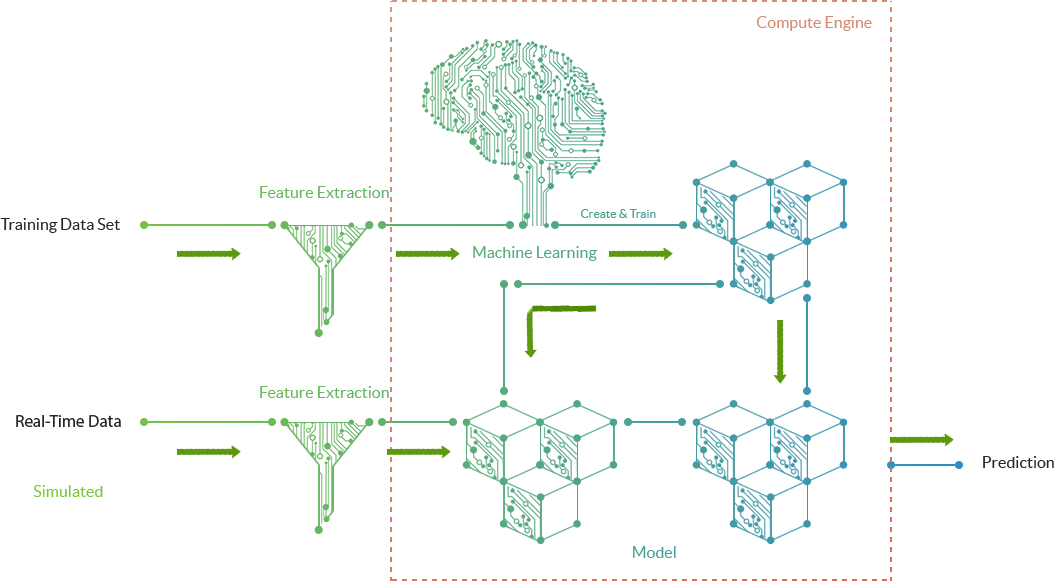 Compute Engine
Feature Extraction
Training Data Set
Create & Train
Machine Learning
Feature Extraction
Real-Time Data
Prediction
Simulated
Model